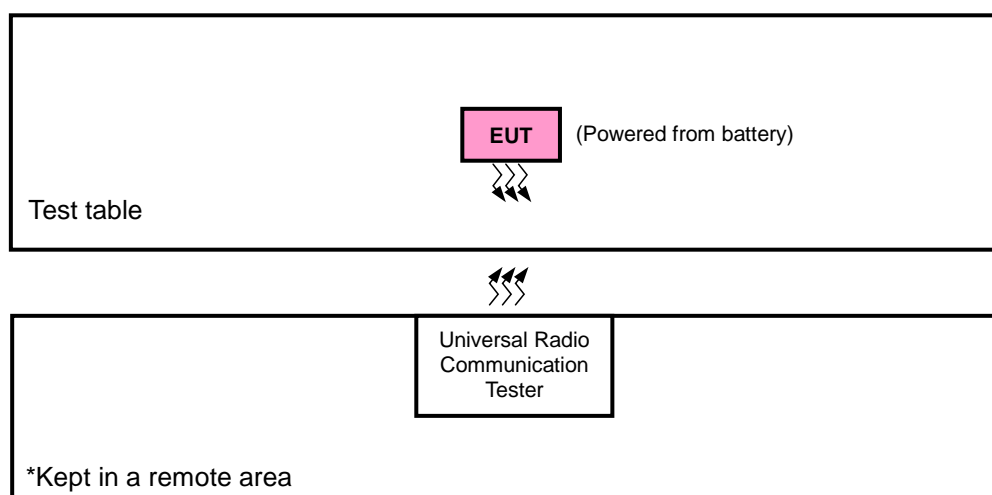 EUT
(Powered from battery)
Test table
Universal Radio
Communication
Tester
*Kept in a remote area